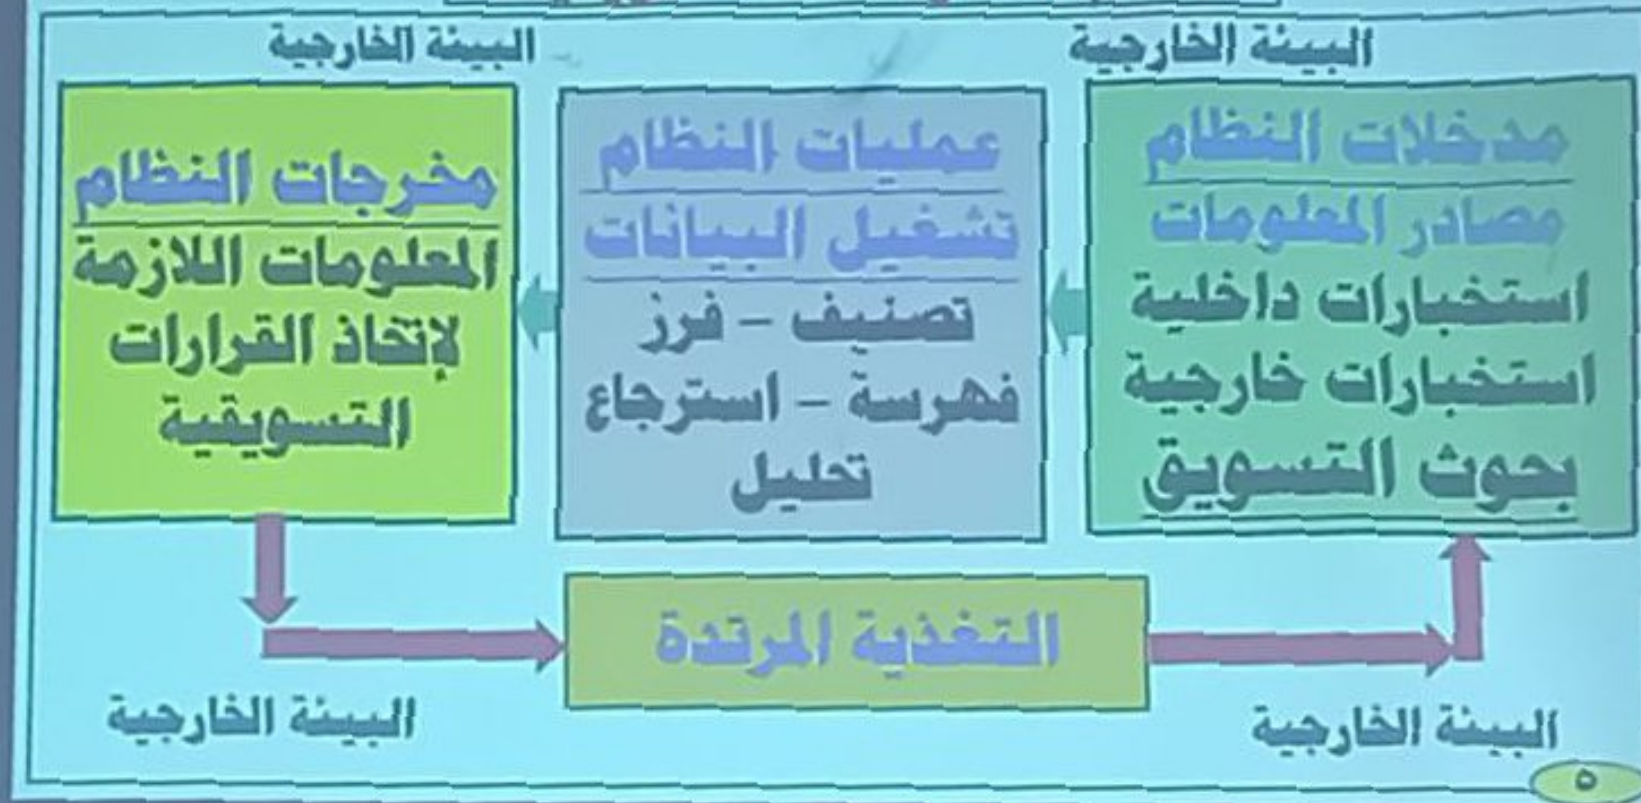 البيئة الخارجية
البيئة الخارجية
مدخلات النظام
مصادر المعلومات
استخبارات داخلية
استخبارات خارجية
بحوث التسويق
عمليات النظام
تشغيل البيانات
تصنيف – فرز
فهرسة – استرجاع
تحليل
مخرجات النظام
المعلومات اللازمة
لإتخاذ القرارات
التسويقية
التغذية المرتدة
البيئة الخارجية
البيئة الخارجية
٥